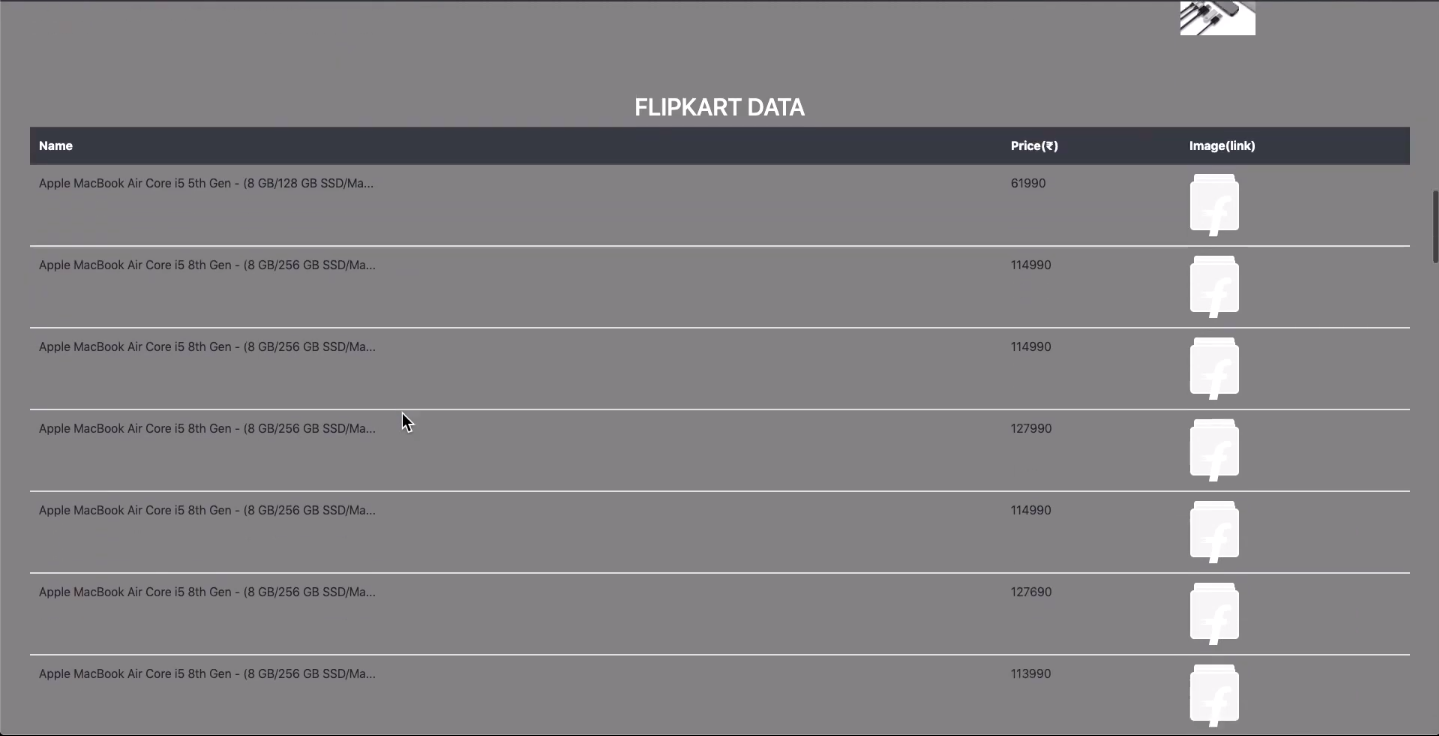 FLIPKART DATA
Name Price(₹) Image(link)
Apple MacBook Air Core i5 5th Gen - (8 GB/128 GB SSD/Ma... 61990
Apple MacBook Air Core i5 8th Gen - (8 GB/256 GB SSD/Ma... 114990
Apple MacBook Air Core i5 8th Gen - (8 GB/256 GB SSD/Ma... 114990
Apple MacBook Air Core i5 8th Gen - (8 GB/256 GB SSD/Ma... 127990
Apple MacBook Air Core i5 8th Gen - (8 GB/256 GB SSD/Ma... 114990
Apple MacBook Air Core i5 8th Gen - (8 GB/256 GB SSD/Ma... 127690
Apple MacBook Air Core i5 8th Gen - (8 GB/256 GB SSD/Ma... 113990